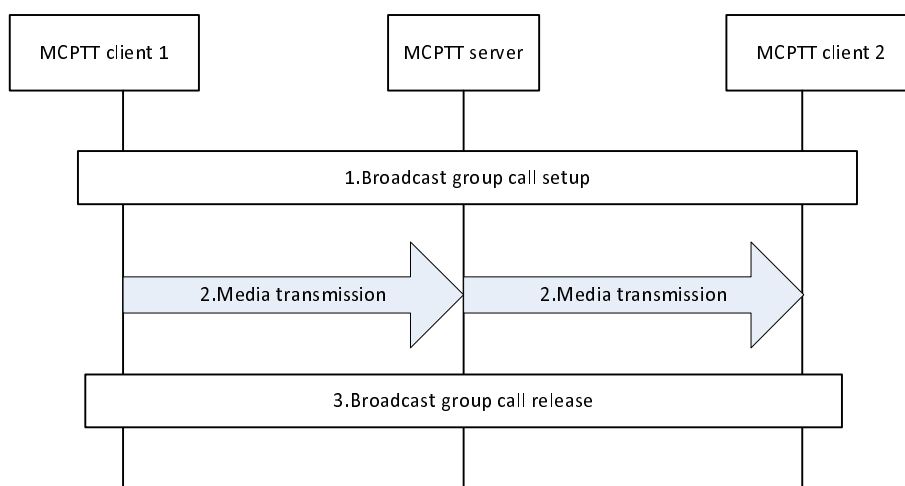 MCPTT client 1
MCPTT server
MCPTT client 2
1.Broadcast group call setup
2.Media transmission
2.Media transmission
3.Broadcast group call release